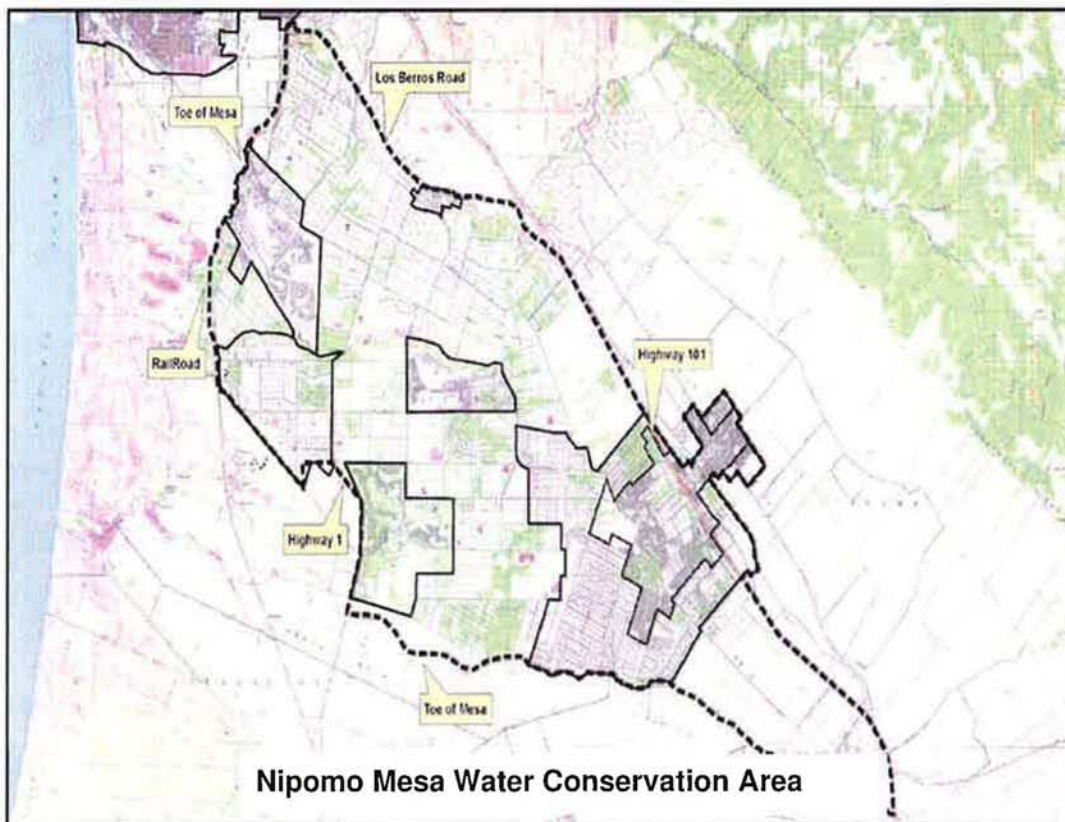 Los Berros Road
Toe of Mesa
RailRoad
Highway 101
Highway 1
Toe of Mesa
Nipomo Mesa Water Conservation Area